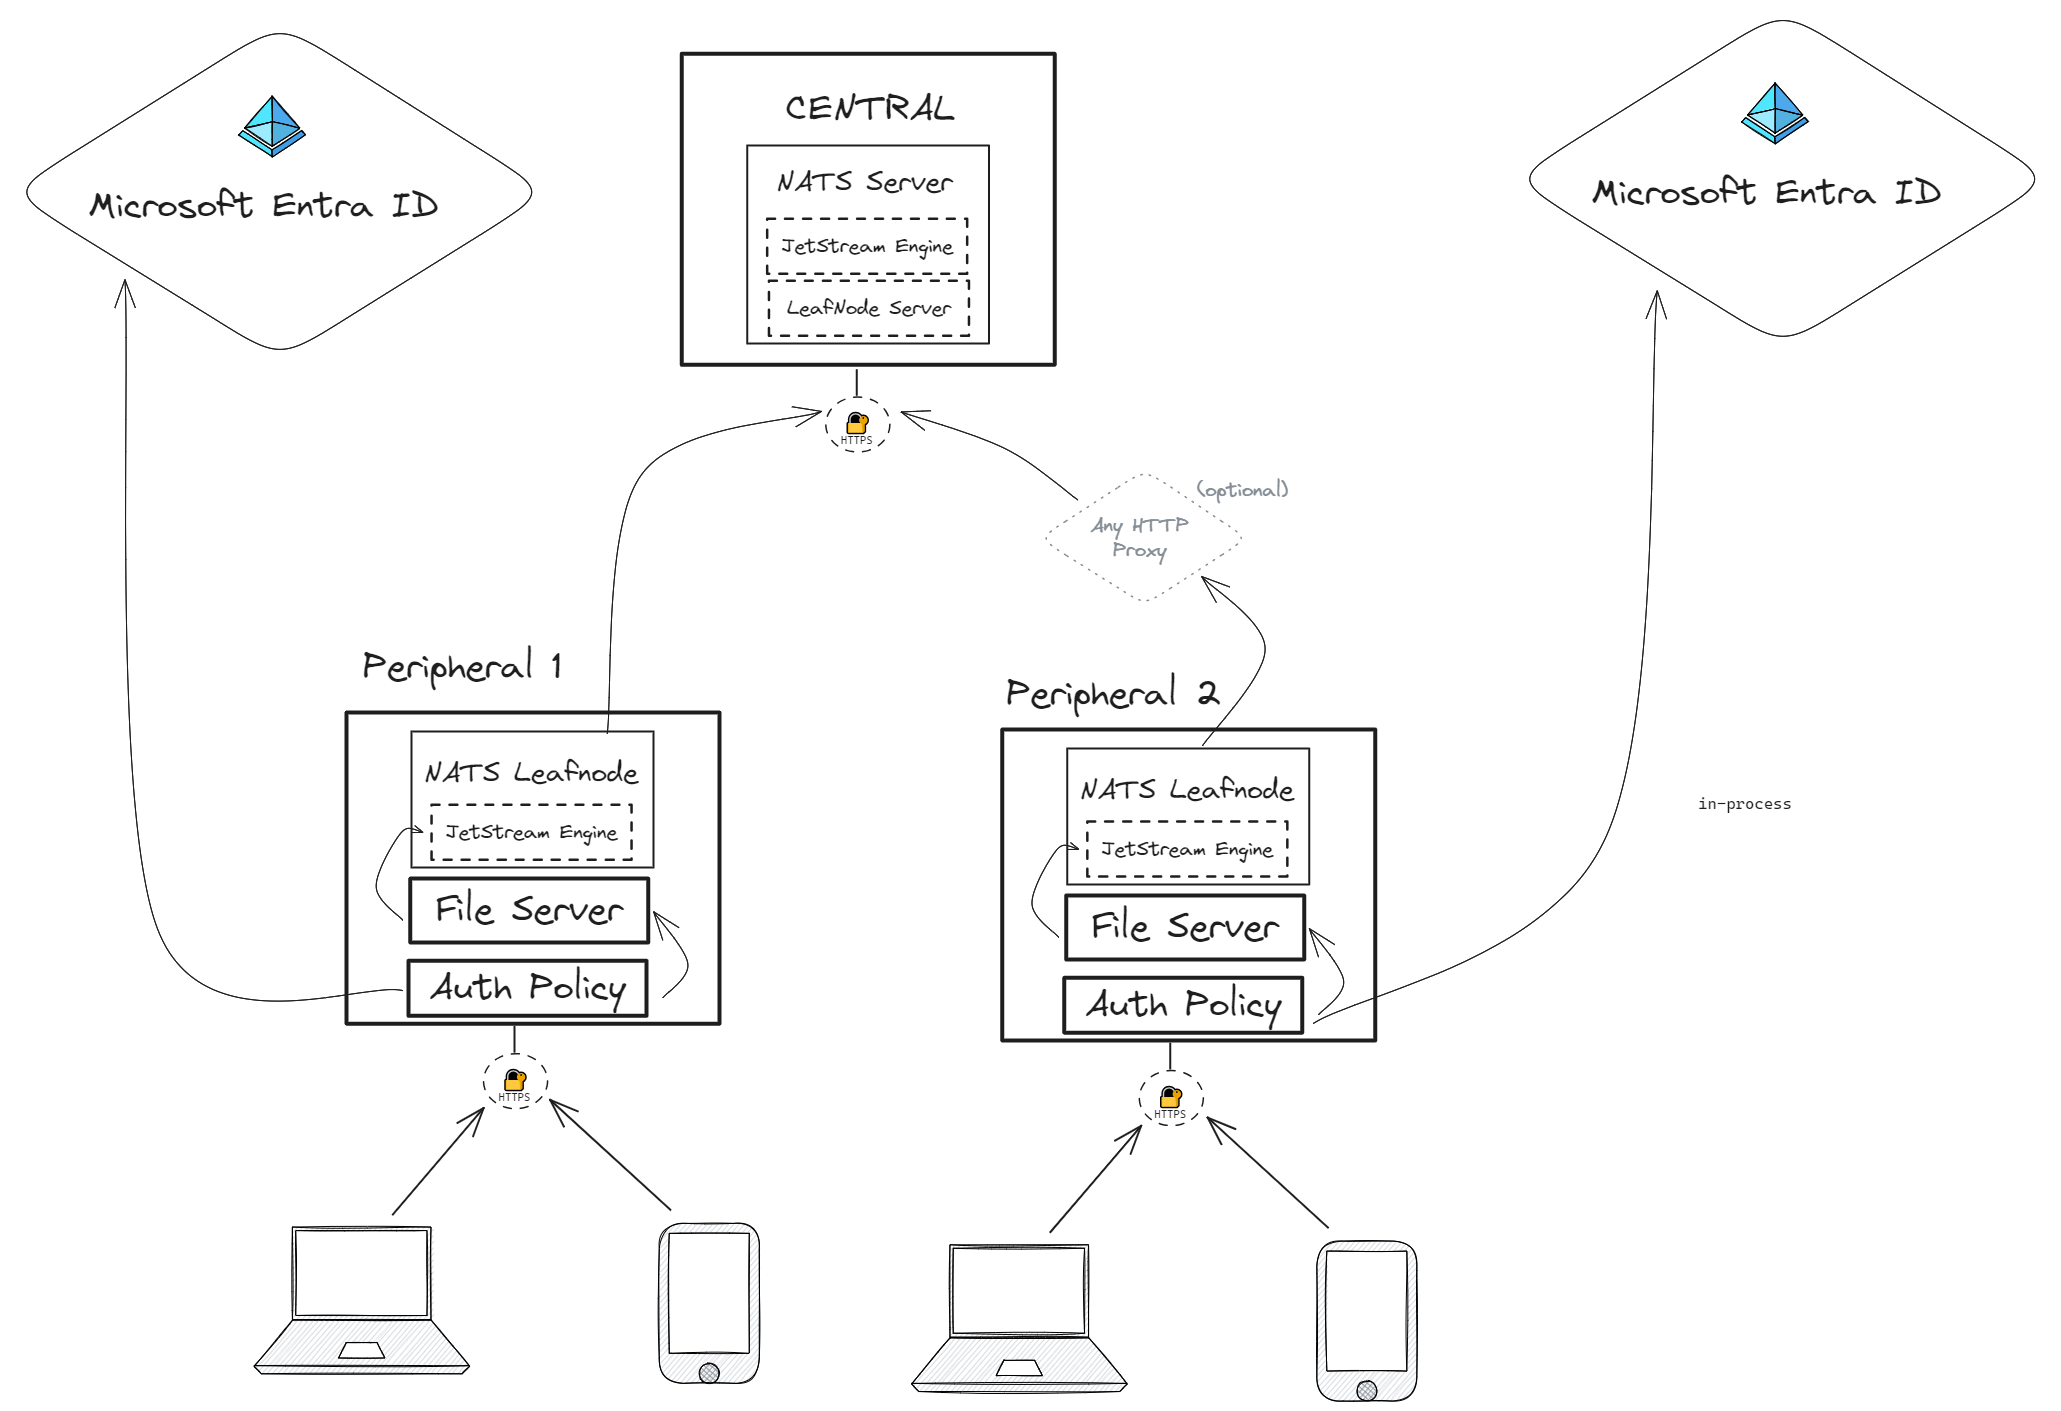 Microsoft Entra ID
CENTRAL
NATS Server
JetStream Engine
LeafNode Server
HTTPS
Microsoft Entra ID
(optional)
Any HTTP
Proxy
Peripheral 1
NATS Leafnode
JetStream Engine
File Server
Auth Policy
HTTPS
Peripheral 2
NATS Leafnode
JetStream Engine
File Server
Auth Policy
HTTPS
in-process